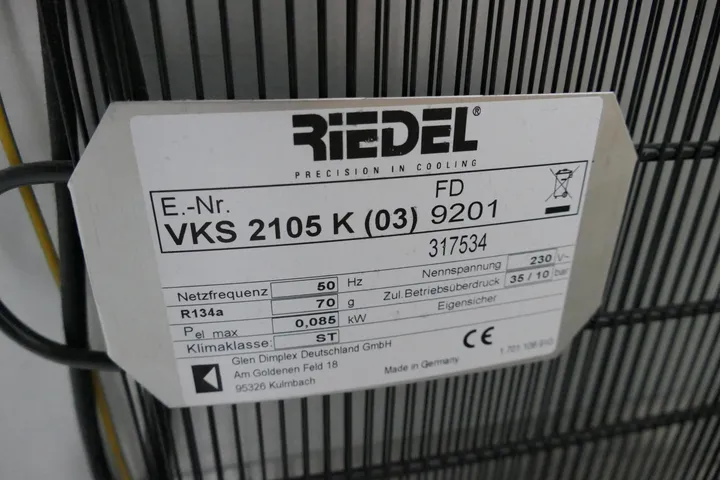 RIEDEL®
PRECISION IN COOLING
E.-Nr. FD
VKS 2105 K (03) 9201
317534
Netzfrequenz 50 Hz Nennspannung 230 V~
R134a 70 g Zul.Betriebsüberdruck 35 / 10 bar
Pel max 0,085 kW Eigensicher
Klimaklasse: ST
Glen Dimplex Deutschland GmbH CE
Am Goldenen Feld 18 Made in Germany
95326 Kulmbach